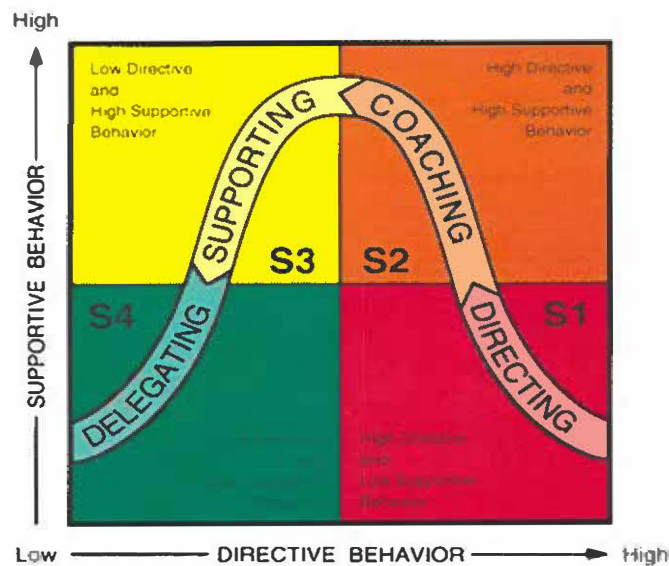 High
Low Directive
and
High Supportive
Behavior
High Directive
and
High Supportive
Behavior
SUPPORTING
COACHING
S3
S2
S4
S1
DELEGATING
DIRECTING
High Directive
and
Low Supportive
Behavior
SUPPORTIVE BEHAVIOR
Low
DIRECTIVE BEHAVIOR
High